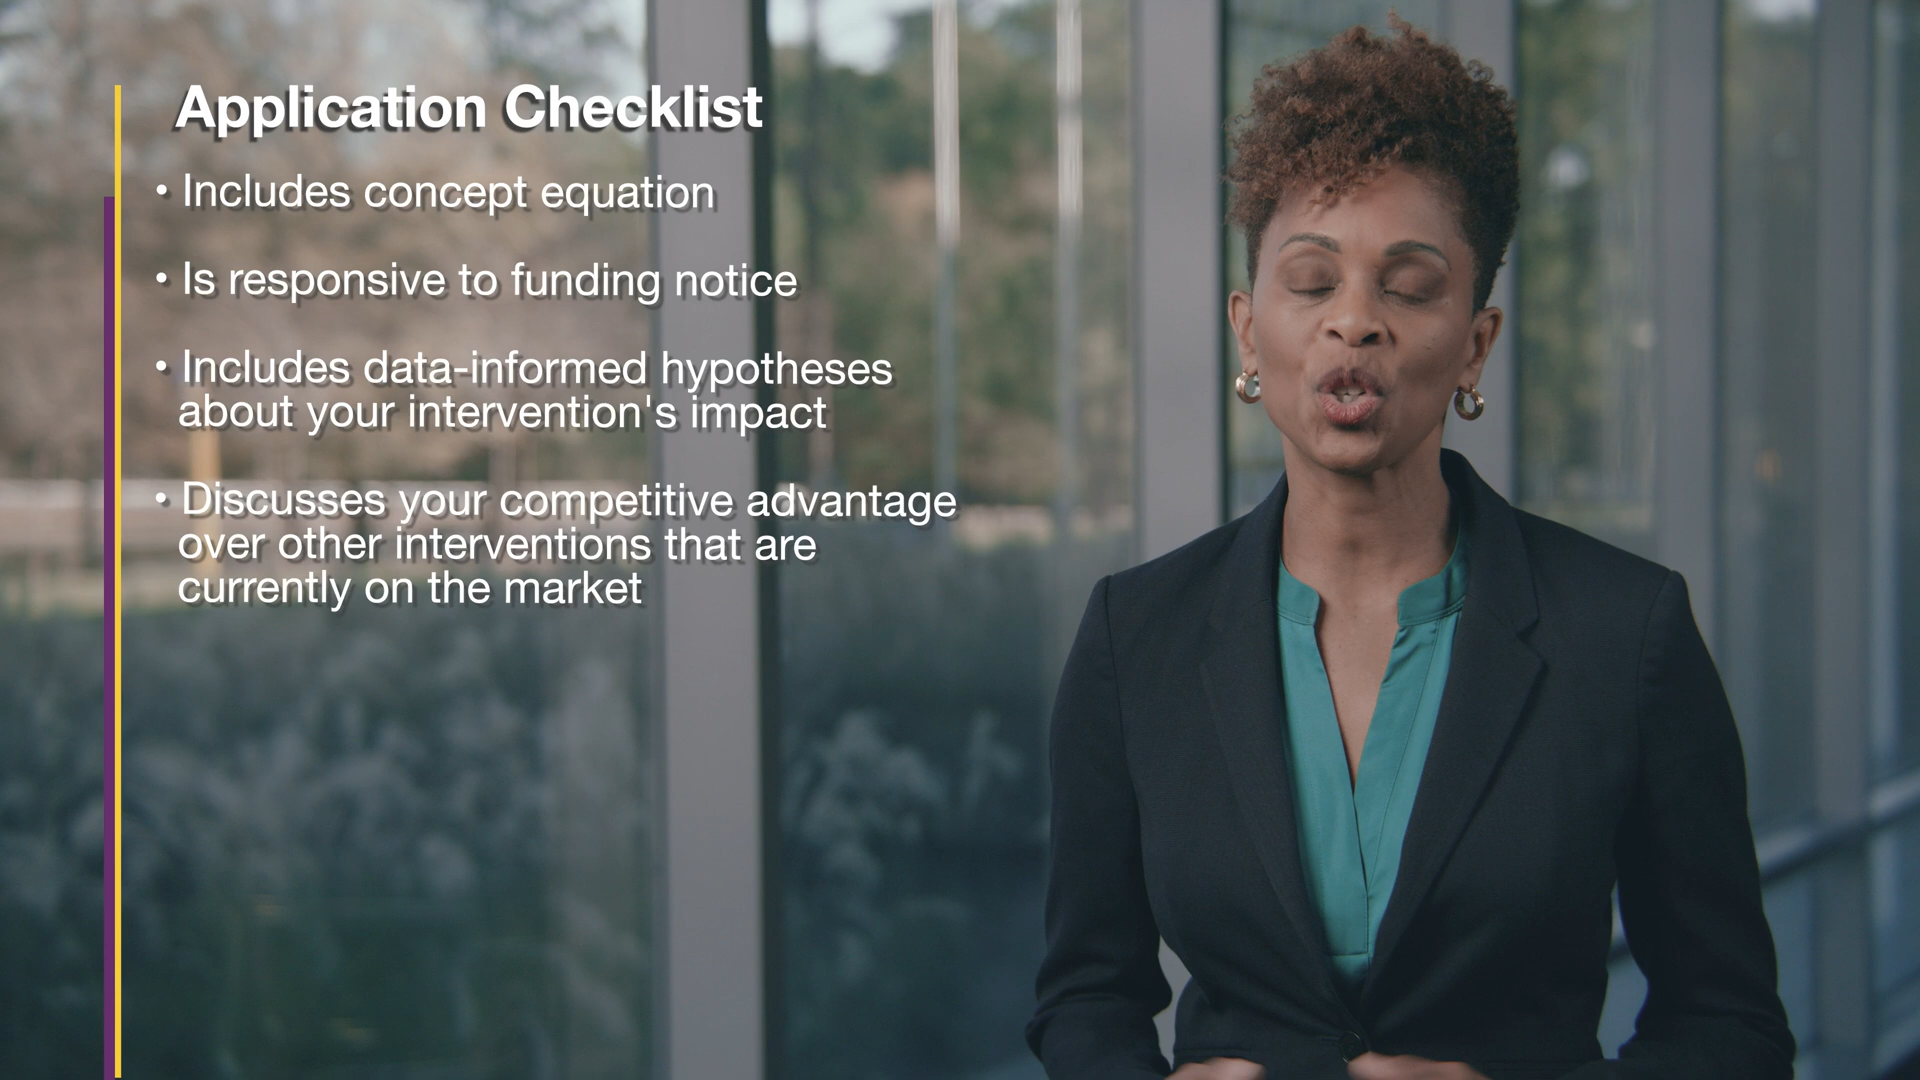 Application Checklist
• Includes concept equation
• Is responsive to funding notice
• Includes data-informed hypotheses
about your intervention's impact
• Discusses your competitive advantage
over other interventions that are
currently on the market